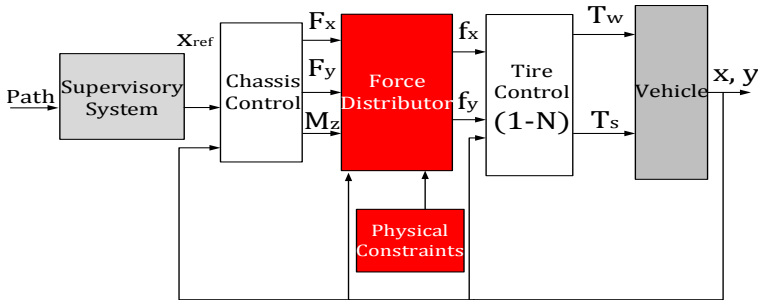 Path
Supervisory
System
xref
Chassis
Control
Fx
Fy
Mz
Force
Distributor
Physical
Constraints
fx
fy
Tire
Control
(1-N)
Tw
Ts
Vehicle
x, y